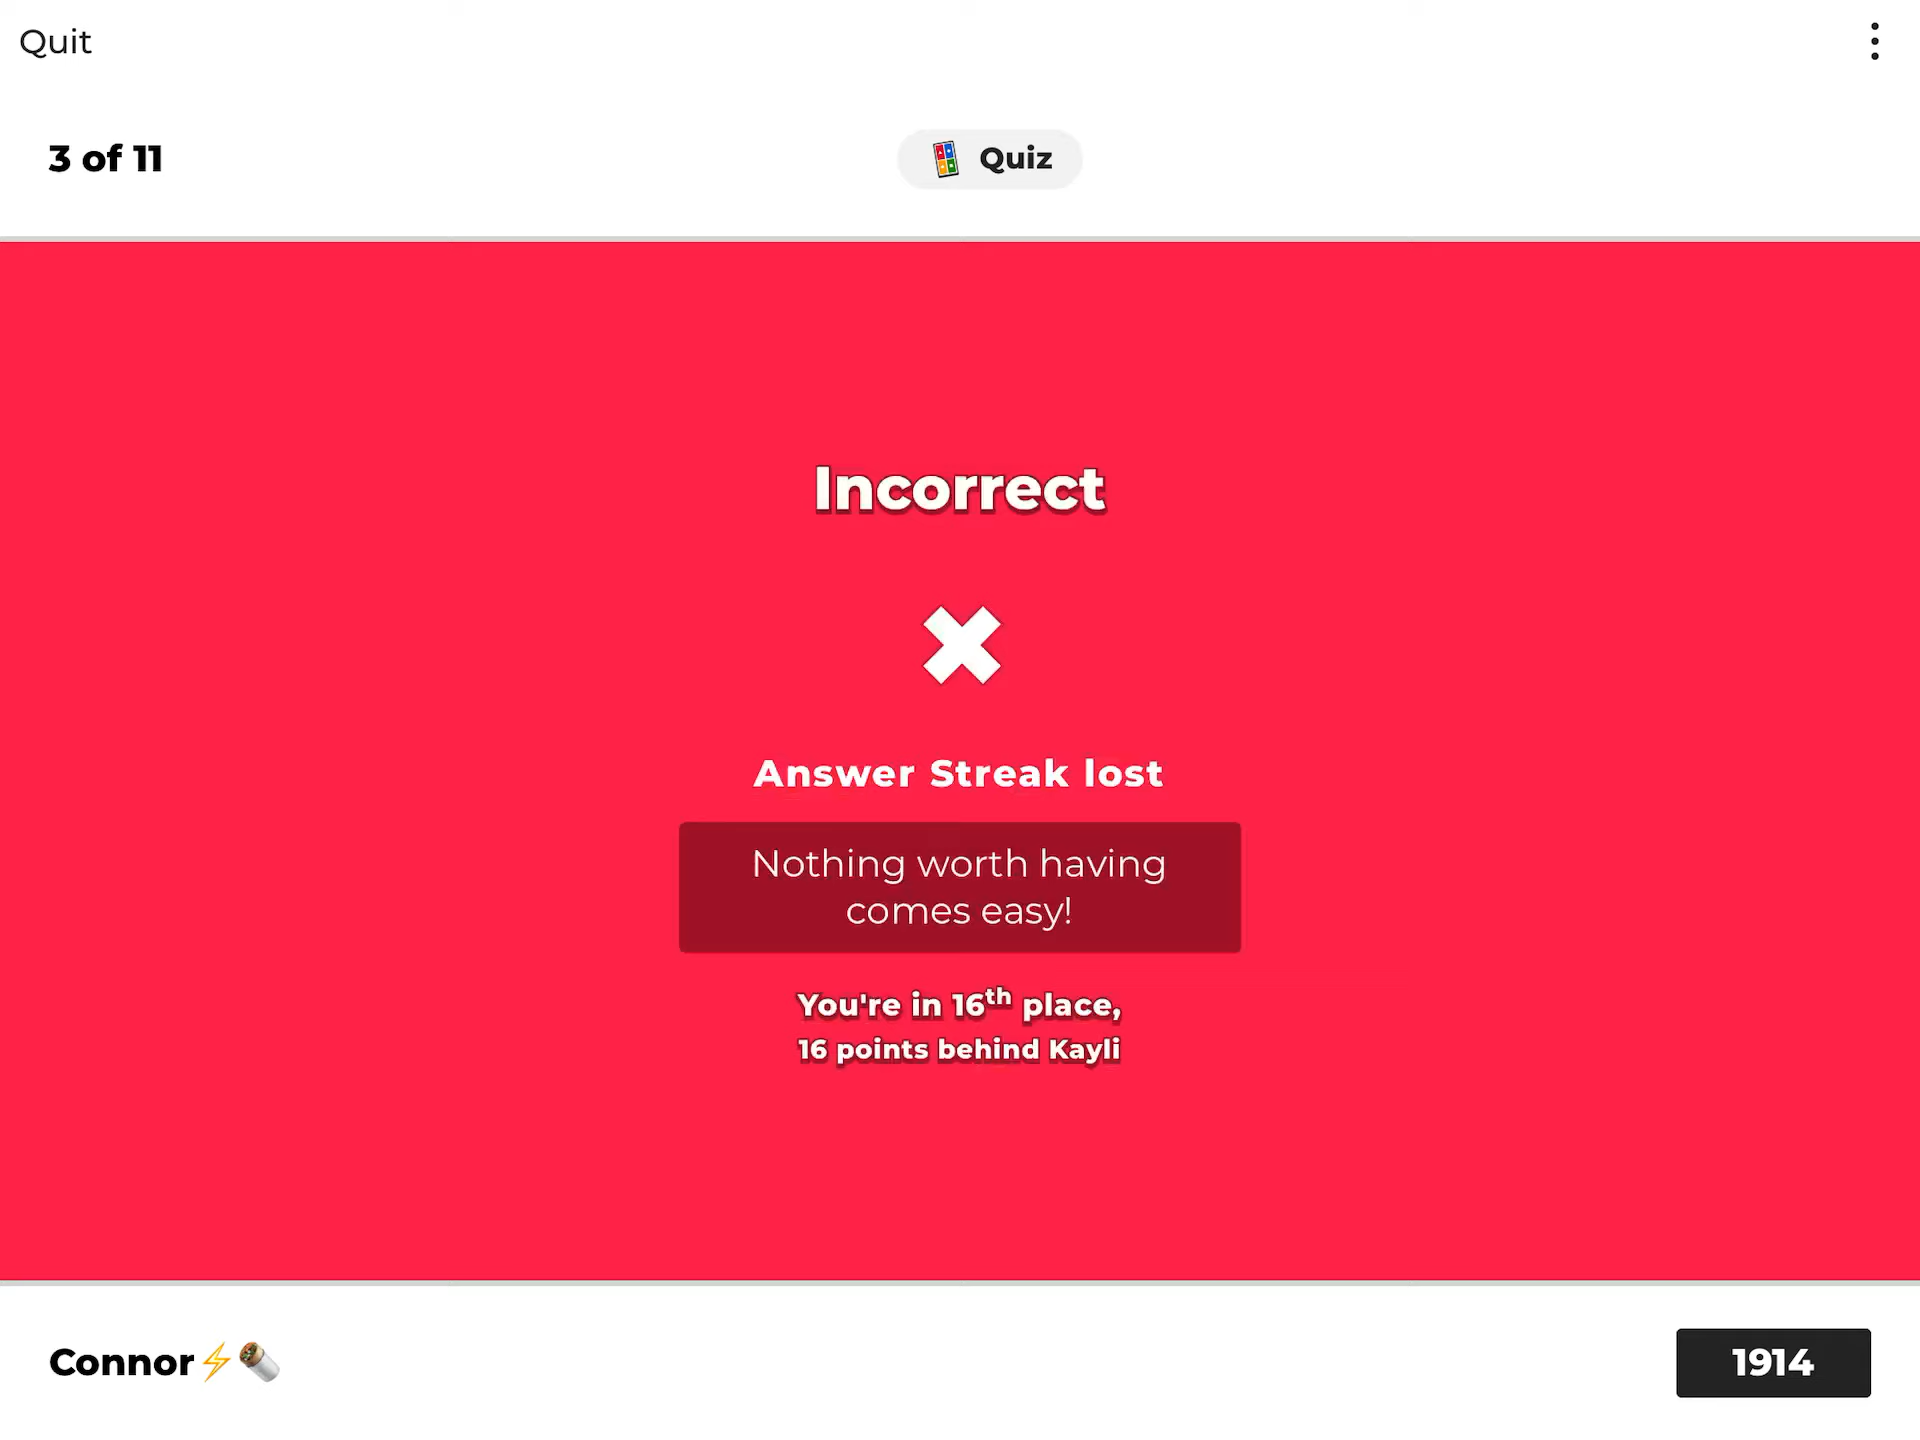 Quit
3 of 11
Quiz
Incorrect
Answer Streak lost
Nothing worth having
comes easy!
You're in 16th place,
16 points behind Kayli
Connor⚡🌯
1914